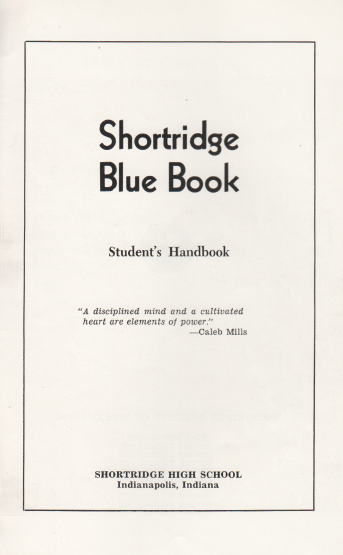 Shortridge
Blue Book
Student's Handbook
"A disciplined mind and a cultivated
heart are elements of power."
—Caleb Mills
SHORTRIDGE HIGH SCHOOL
Indianapolis, Indiana